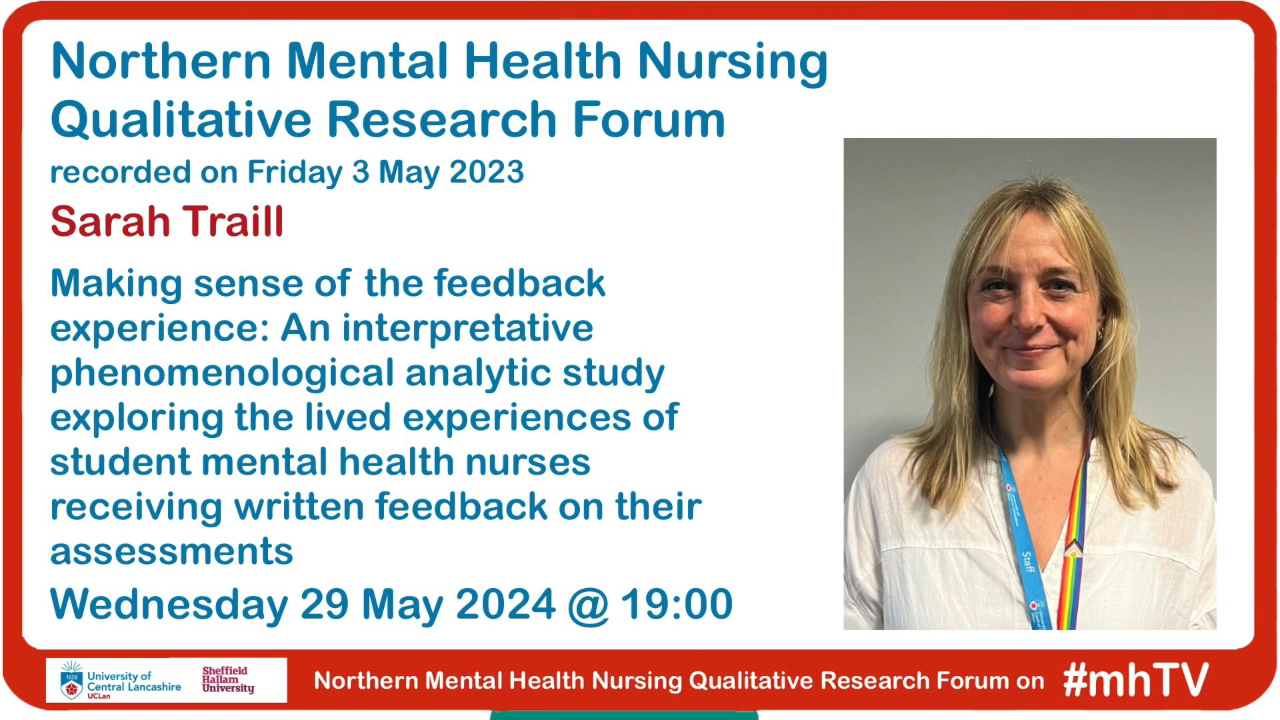 Northern Mental Health Nursing
Qualitative Research Forum
recorded on Friday 3 May 2023
Sarah Traill
Making sense of the feedback
experience: An interpretative
phenomenological analytic study
exploring the lived experiences of
student mental health nurses
receiving written feedback on their
assessments
Wednesday 29 May 2024 @ 19:00
Staff
1828
University of
Central Lancashire
UCLan
Sheffield
Hallam
University
Northern Mental Health Nursing Qualitative Research Forum on #mhTV